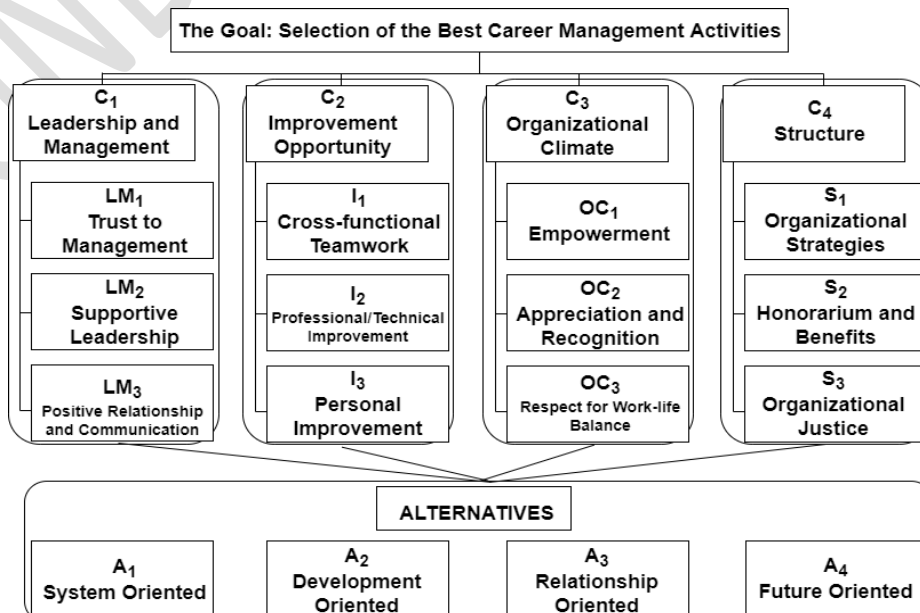 The Goal: Selection of the Best Career Management Activities
C1
Leadership and
Management
LM1
Trust to
Management
LM2
Supportive
Leadership
LM3
Positive Relationship
and Communication
C2
Improvement
Opportunity
I1
Cross-functional
Teamwork
I2
Professional/Technical
Improvement
I3
Personal
Improvement
C3
Organizational
Climate
OC1
Empowerment
OC2
Appreciation and
Recognition
OC3
Respect for Work-life
Balance
C4
Structure
S1
Organizational
Strategies
S2
Honorarium and
Benefits
S3
Organizational
Justice
ALTERNATIVES
A1
System Oriented
A2
Development
Oriented
A3
Relationship
Oriented
A4
Future Oriented